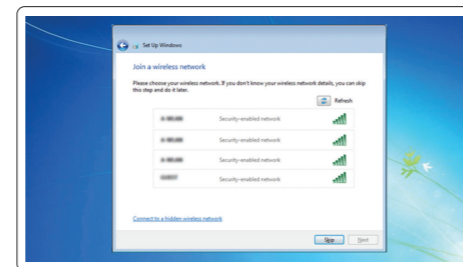 Set Up Windows
Join a wireless network
Please choose your wireless network. If you don't know your wireless network details, you can skip
this step and do it later.
Refresh
Security-enabled network
Security-enabled network
Security-enabled network
Security-enabled network
Connect to a hidden wireless network
Skip Next